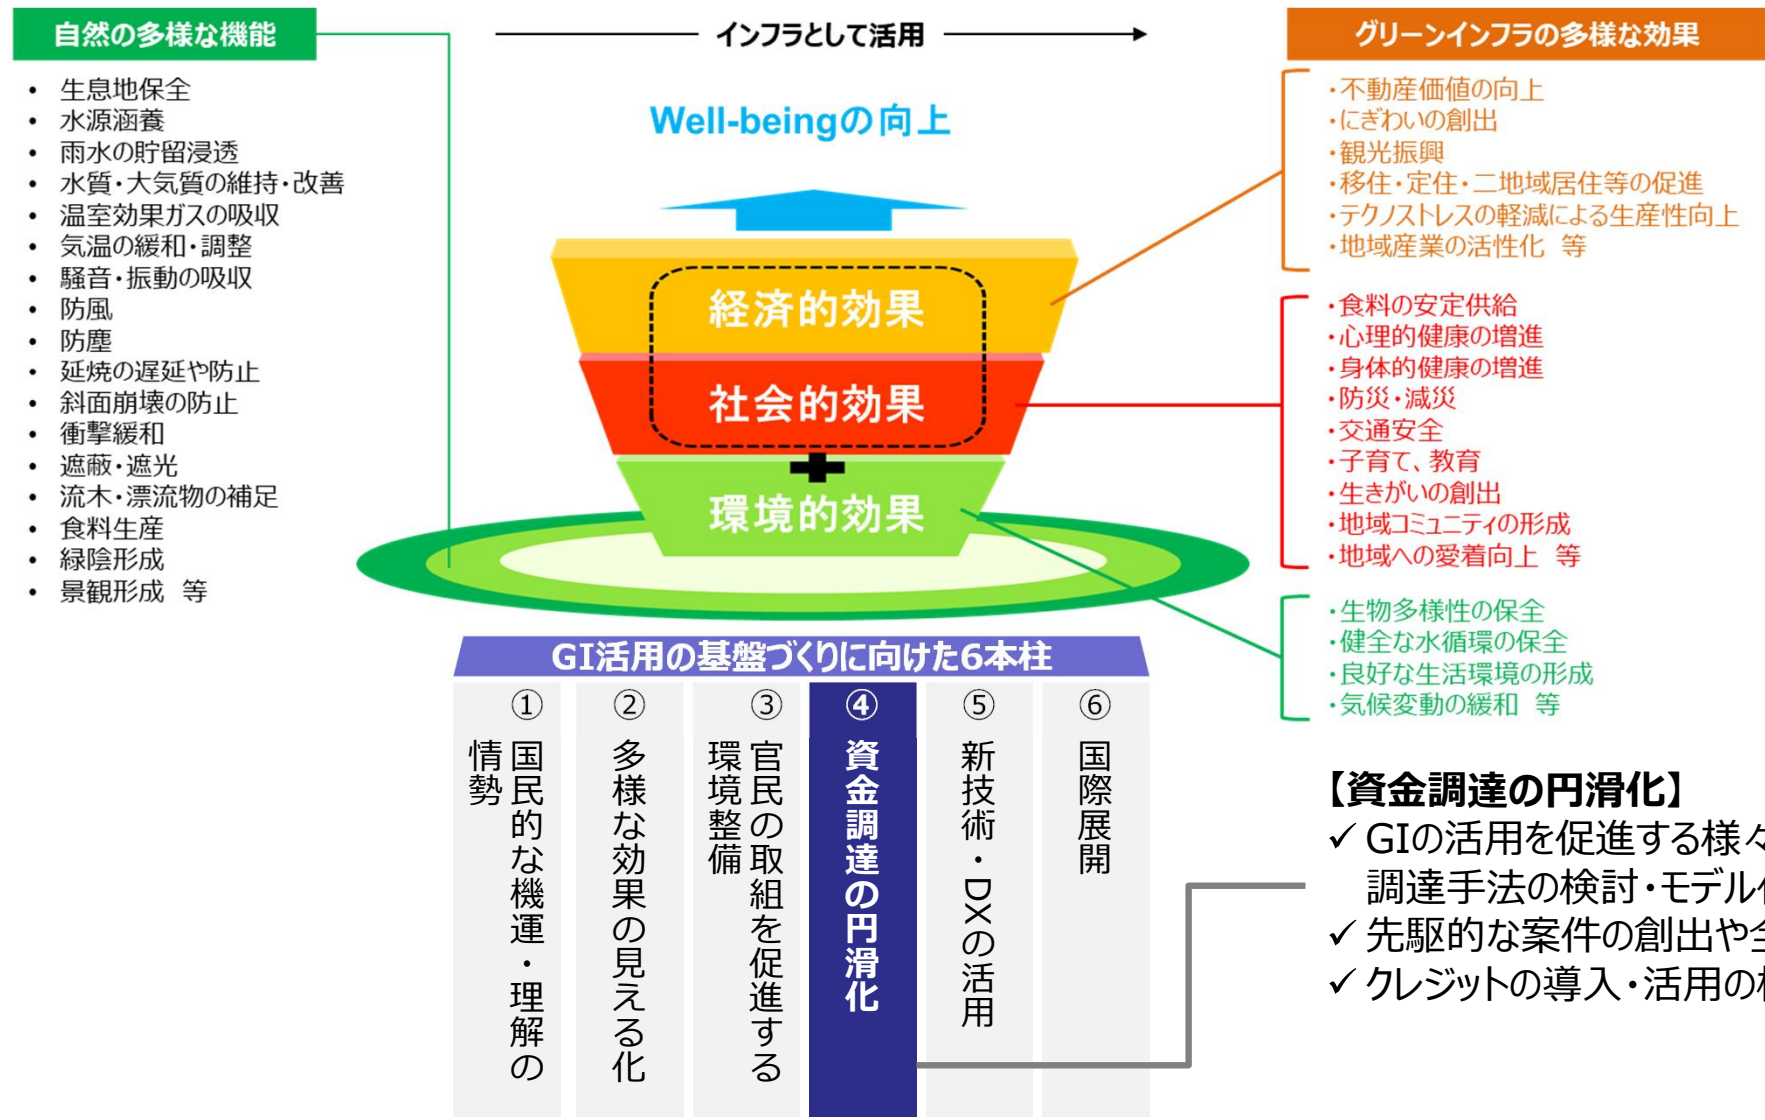 自然の多様な機能
インフラとして活用
グリーンインフラの多様な効果
• 生息地保全
• 水源涵養
• 雨水の貯留浸透
• 水質・大気質の維持・改善
• 温室効果ガスの吸収
• 気温の緩和・調整
• 騒音・振動の吸収
• 防風
• 防塵
• 延焼の遅延や防止
• 斜面崩壊の防止
• 衝撃緩和
• 遮蔽・遮光
• 流木・漂流物の補足
• 食料生産
• 緑陰形成
• 景観形成 等
Well-beingの向上
経済的効果
社会的効果
環境的効果
・不動産価値の向上
・にぎわいの創出
・観光振興
・移住・定住・二地域居住等の促進
・テクノストレスの軽減による生産性向上
・地域産業の活性化 等
・食料の安定供給
・心理的健康の増進
・身体的健康の増進
・防災・減災
・交通安全
・子育て、教育
・生きがいの創出
・地域コミュニティの形成
・地域への愛着向上 等
・生物多様性の保全
・健全な水循環の保全
・良好な生活環境の形成
・気候変動の緩和 等
GI活用の基盤づくりに向けた6本柱
①
国民的な機運・理解の
情勢
②
多様な効果の見える化
③
官民の取組を促進する
環境整備
④
資金調達の円滑化
⑤
新技術・DXの活用
⑥
国際展開
【資金調達の円滑化】
✓ GIの活用を促進する様々
調達手法の検討・モデル
✓ 先駆的な案件の創出や
✓ クレジットの導入・活用の